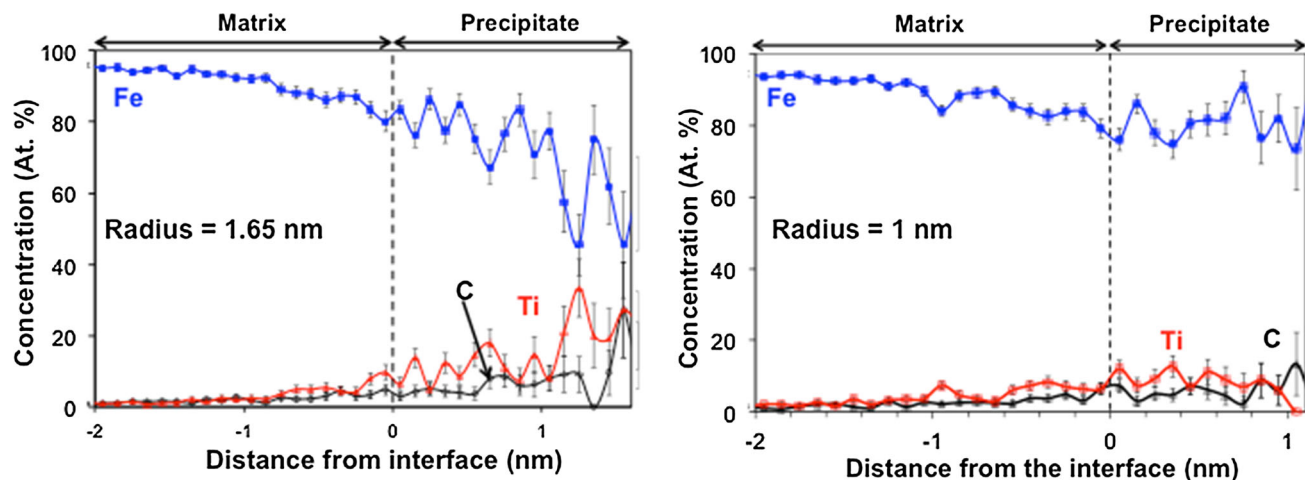 Matrix
Precipitate
100
80
60
40
20
0
Concentration (At. %)
Fe
Radius = 1.65 nm
C
Ti
-2
-1
0
1
Distance from interface (nm)
Matrix
Precipitate
100
80
60
40
20
0
Concentration (At. %)
Fe
Radius = 1 nm
Ti
C
-2
-1
0
1
Distance from the interface (nm)